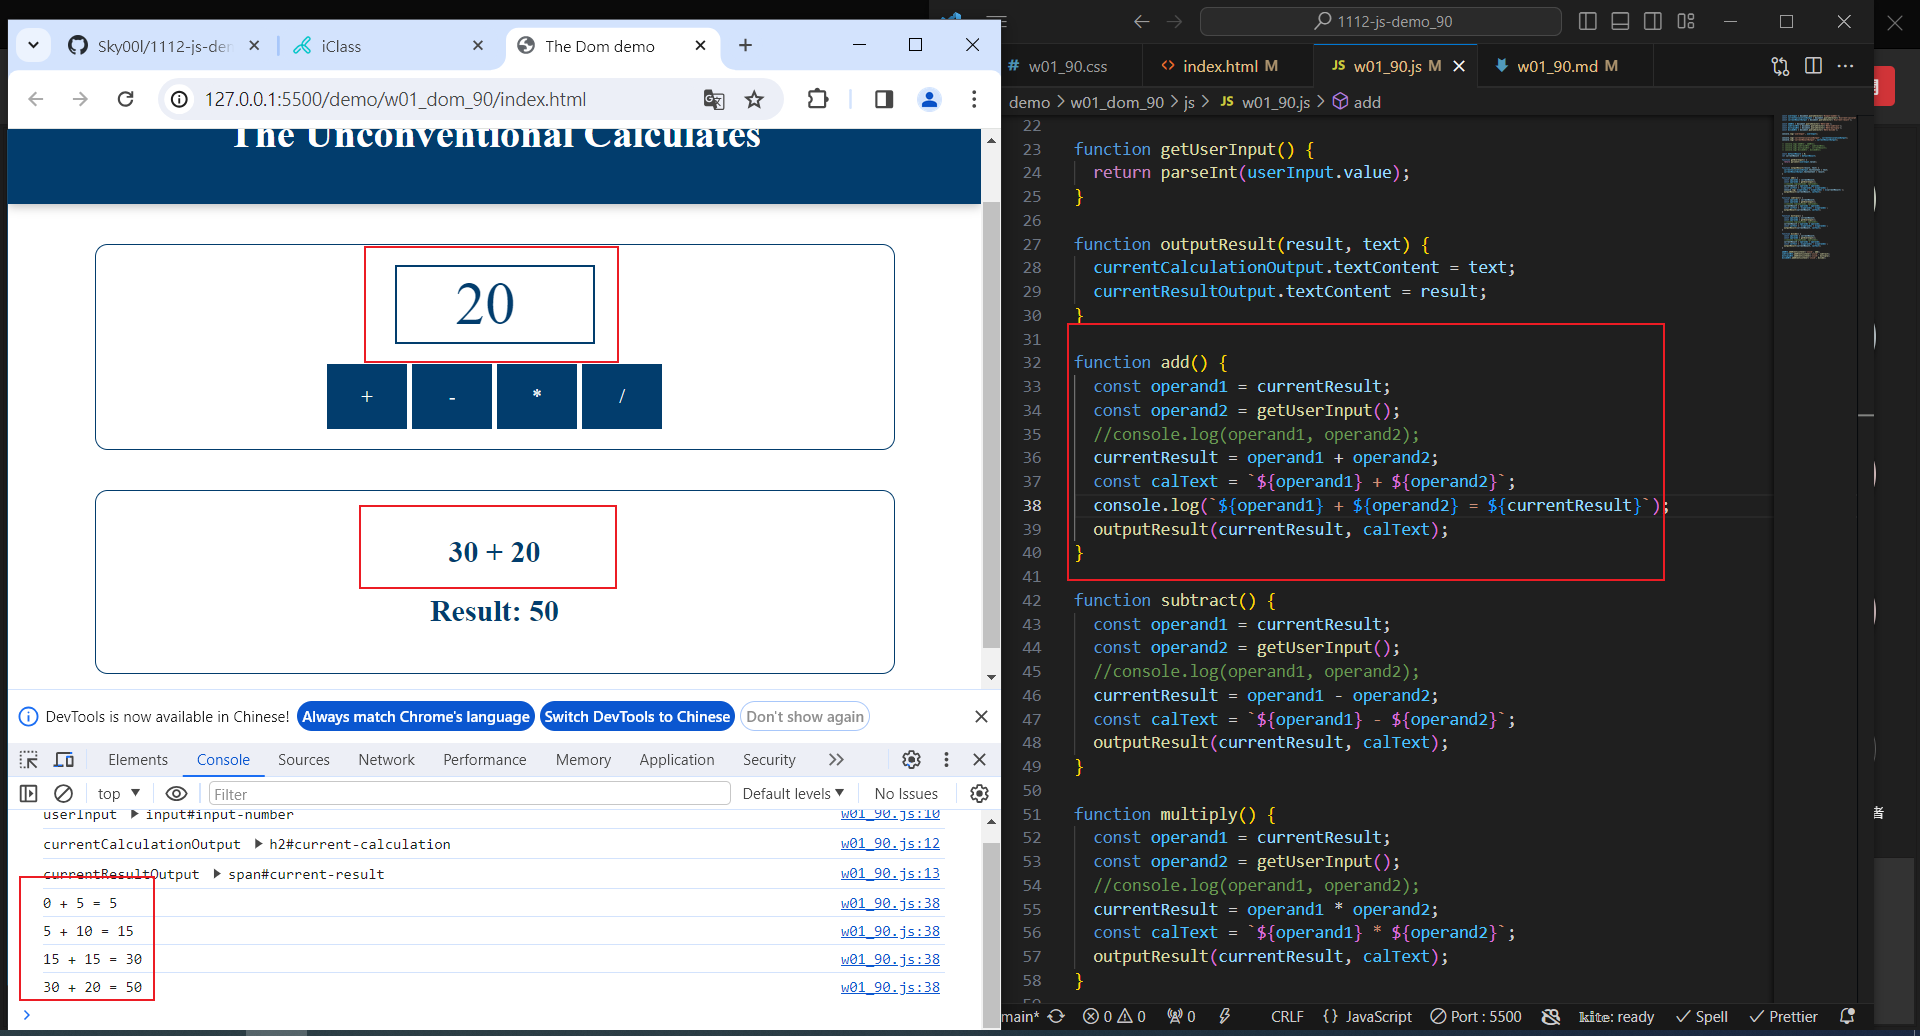 Sky00l/1112-js-der
iClass
The Dom demo
127.0.0.1:5500/demo/w01_dom_90/index.html
The Unconventional Calculates
20
+
-
*
/
30 + 20
Result: 50
DevTools is now available in Chinese!
Always match Chrome's language
Switch DevTools to Chinese
Don't show again
Elements
Console
Sources
Network
Performance
Memory
Application
Security
top
Filter
Default levels
No Issues
userInput input#input-number w01_90.js:10
currentCalculationOutput h2#current-calculation w01_90.js:12
currentResultOutput span#current-result w01_90.js:13
0 + 5 = 5 w01_90.js:38
5 + 10 = 15 w01_90.js:38
15 + 15 = 30 w01_90.js:38
30 + 20 = 50 w01_90.js:38
1112-js-demo_90
# w01_90.css
<> index.html M
JS w01_90.js M
w01_90.md M
demo > w01_dom_90 > js > JS w01_90.js > add
22
23 function getUserInput() {
24 return parseInt(userInput.value);
25 }
26
27 function outputResult(result, text) {
28 currentCalculationOutput.textContent = text;
29 currentResultOutput.textContent = result;
30 }
31
32 function add() {
33 const operand1 = currentResult;
34 const operand2 = getUserInput();
35 //console.log(operand1, operand2);
36 currentResult = operand1 + operand2;
37 const calText = `${operand1} + ${operand2}`;
38 console.log(`${operand1} + ${operand2} = ${currentResult}`);
39 outputResult(currentResult, calText);
40 }
41
42 function subtract() {
43 const operand1 = currentResult;
44 const operand2 = getUserInput();
45 //console.log(operand1, operand2);
46 currentResult = operand1 - operand2;
47 const calText = `${operand1} - ${operand2}`;
48 outputResult(currentResult, calText);
49 }
50
51 function multiply() {
52 const operand1 = currentResult;
53 const operand2 = getUserInput();
54 //console.log(operand1, operand2);
55 currentResult = operand1 * operand2;
56 const calText = `${operand1} * ${operand2}`;
57 outputResult(currentResult, calText);
58 }
59
main*
0
0
0
CRLF
{} JavaScript
Port : 5500
kite: ready
Spell
Prettier
者